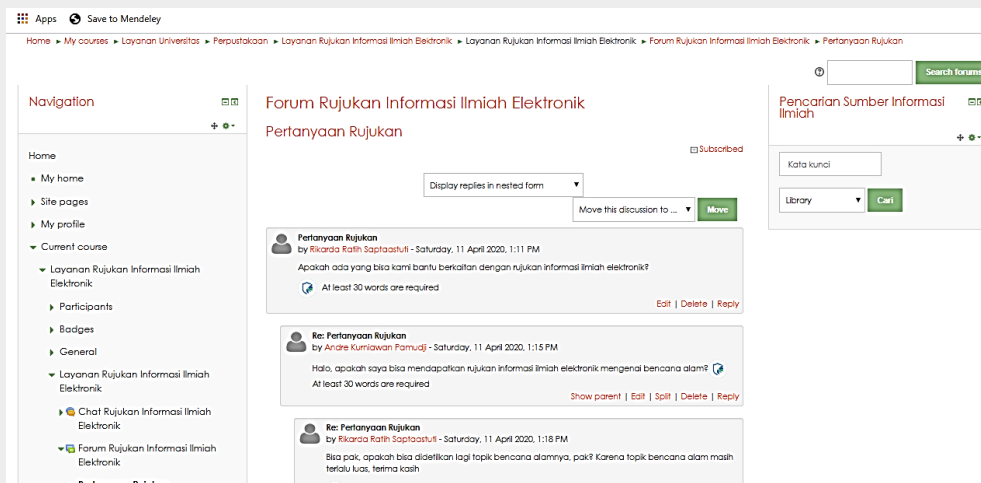 Apps Save to Mendeley
Home ► My courses ► Layanan Universitas ► Perpustakaan ► Layanan Rujukan Informasi Ilmiah Elektronik ► Layanan Rujukan Informasi Ilmiah Elektronik ► Forum Rujukan Informasi Ilmiah Elektronik ► Pertanyaan Rujukan
Search forums
Navigation
Home
My home
Site pages
My profile
Current course
Layanan Rujukan Informasi Ilmiah
Elektronik
Participants
Badges
General
Layanan Rujukan Informasi Ilmiah
Elektronik
Chat Rujukan Informasi Ilmiah
Elektronik
Forum Rujukan Informasi Ilmiah
Elektronik
Forum Rujukan Informasi Ilmiah Elektronik
Pertanyaan Rujukan
Subscribed
Display replies in nested form
Move this discussion to ... Move
Pertanyaan Rujukan
by Rikarda Ratih Saptaastuti - Saturday, 11 April 2020, 1:11 PM
Apakah ada yang bisa kami bantu berkaitan dengan rujukan informasi ilmiah elektronik?
At least 30 words are required
Edit | Delete | Reply
Re: Pertanyaan Rujukan
by Andre Kurniawan Pamudji - Saturday, 11 April 2020, 1:15 PM
Halo, apakah saya bisa mendapatkan rujukan informasi ilmiah elektronik mengenai bencana alam?
At least 30 words are required
Show parent | Edit | Split | Delete | Reply
Re: Pertanyaan Rujukan
by Rikarda Ratih Saptaastuti - Saturday, 11 April 2020, 1:18 PM
Bisa pak, apakah bisa didetilkan lagi topik bencana alamnya, pak? Karena topik bencana alam masih
terlalu luas, terima kasih
Pencarian Sumber Informasi
Ilmiah
Kata kunci
Library Cari